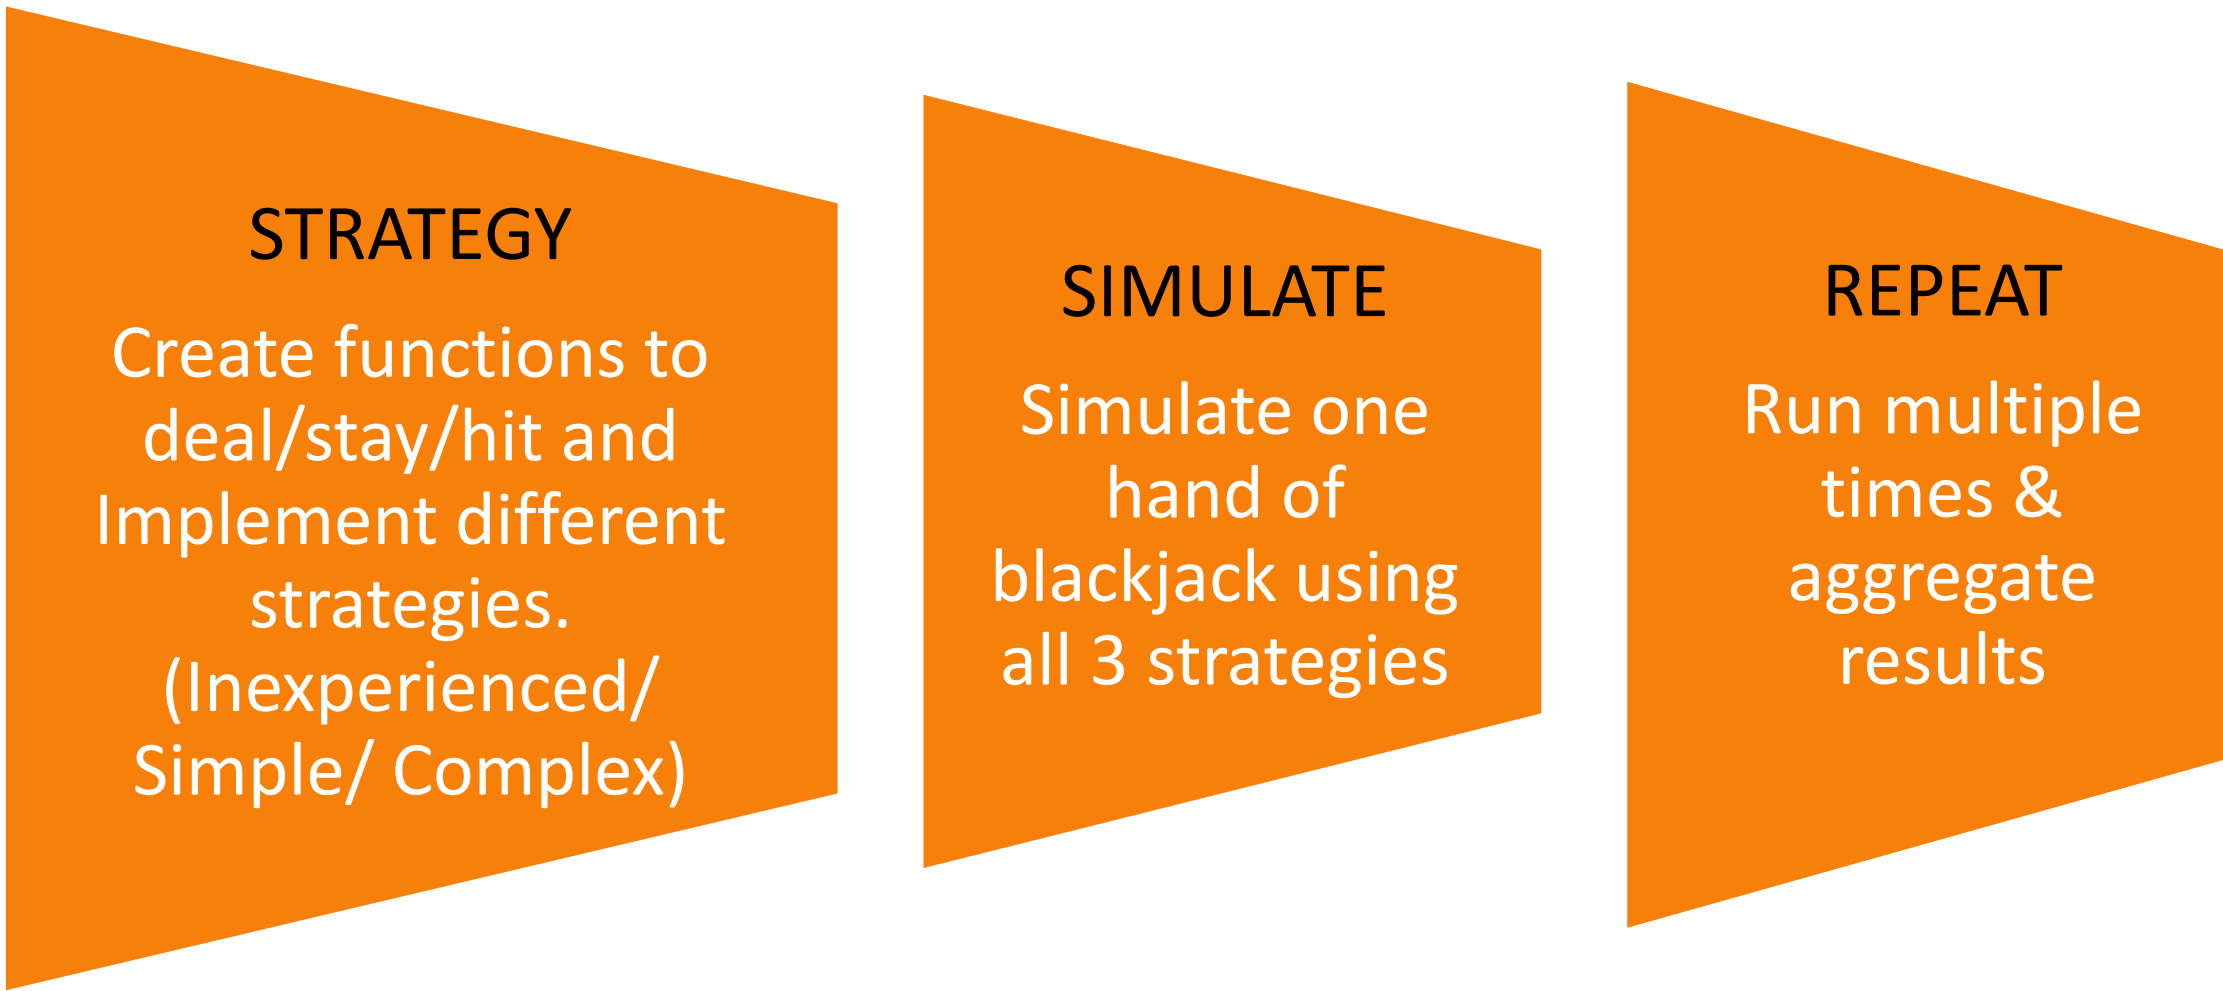 STRATEGY
Create functions to
deal/stay/hit and
Implement different
strategies.
(Inexperienced/
Simple/ Complex)
SIMULATE
Simulate one
hand of
blackjack using
all 3 strategies
REPEAT
Run multiple
times &
aggregate
results